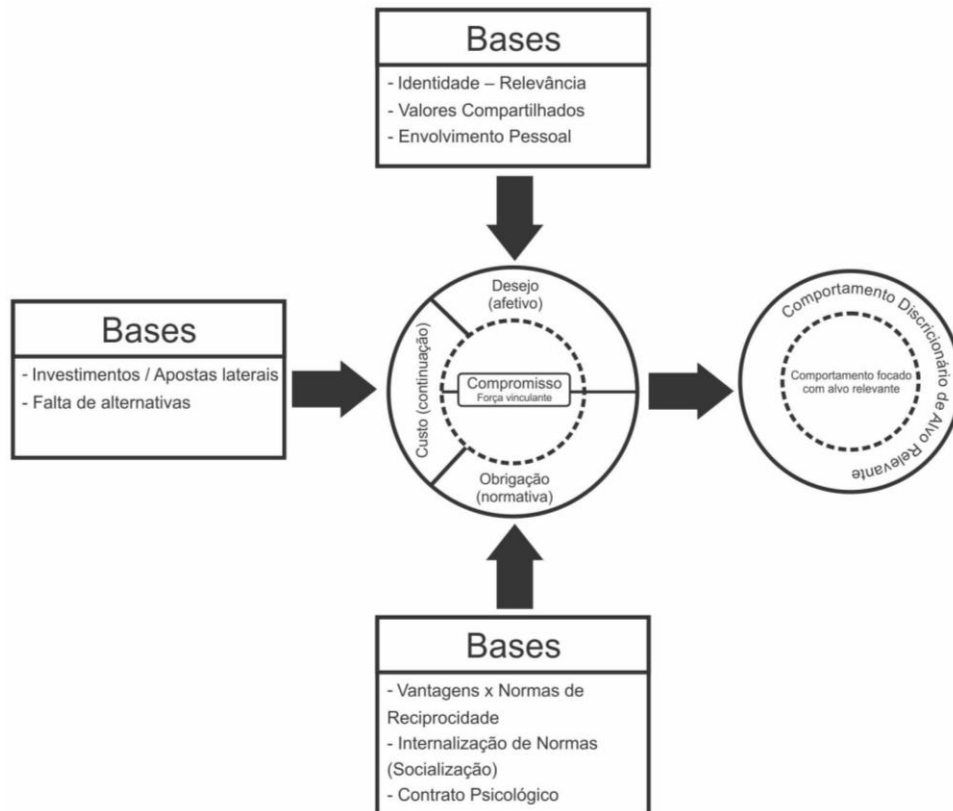 Bases
- Identidade – Relevância
- Valores Compartilhados
- Envolvimento Pessoal
Bases
- Investimentos / Apostas laterais
- Falta de alternativas
Desejo
(afetivo)
Custo (continuação)
Compromisso
Força vinculante
Obrigação
(normativa)
Comportamento Discricionário de Alvo Relevante
Comportamento focado
com alvo relevante
Bases
- Vantagens x Normas de
Reciprocidade
- Internalização de Normas
(Socialização)
- Contrato Psicológico